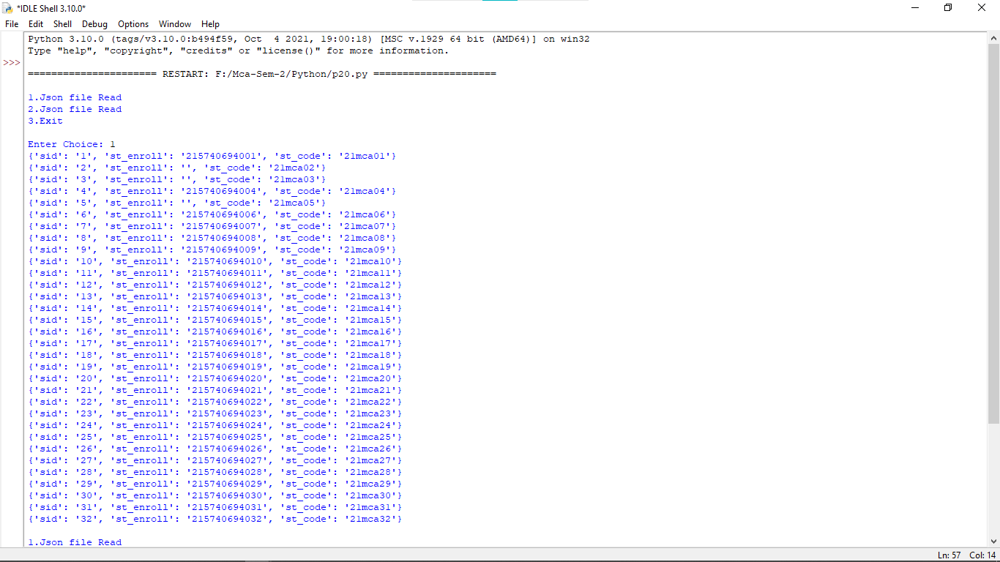 *IDLE Shell 3.10.0*
File Edit Shell Debug Options Window Help
Python 3.10.0 (tags/v3.10.0:b494f59, Oct  4 2021, 19:00:18) [MSC v.1929 64 bit (AMD64)] on win32
Type "help", "copyright", "credits" or "license()" for more information.
>>>
====================== RESTART: F:/Mca-Sem-2/Python/p20.py =====================
1.Json file Read
2.Json file Read
3.Exit
Enter Choice: 1
{'sid': '1', 'st_enroll': '215740694001', 'st_code': '21mca01'}
{'sid': '2', 'st_enroll': '', 'st_code': '21mca02'}
{'sid': '3', 'st_enroll': '', 'st_code': '21mca03'}
{'sid': '4', 'st_enroll': '215740694004', 'st_code': '21mca04'}
{'sid': '5', 'st_enroll': '', 'st_code': '21mca05'}
{'sid': '6', 'st_enroll': '215740694006', 'st_code': '21mca06'}
{'sid': '7', 'st_enroll': '215740694007', 'st_code': '21mca07'}
{'sid': '8', 'st_enroll': '215740694008', 'st_code': '21mca08'}
{'sid': '9', 'st_enroll': '215740694009', 'st_code': '21mca09'}
{'sid': '10', 'st_enroll': '215740694010', 'st_code': '21mca10'}
{'sid': '11', 'st_enroll': '215740694011', 'st_code': '21mca11'}
{'sid': '12', 'st_enroll': '215740694012', 'st_code': '21mca12'}
{'sid': '13', 'st_enroll': '215740694013', 'st_code': '21mca13'}
{'sid': '14', 'st_enroll': '215740694014', 'st_code': '21mca14'}
{'sid': '15', 'st_enroll': '215740694015', 'st_code': '21mca15'}
{'sid': '16', 'st_enroll': '215740694016', 'st_code': '21mca16'}
{'sid': '17', 'st_enroll': '215740694017', 'st_code': '21mca17'}
{'sid': '18', 'st_enroll': '215740694018', 'st_code': '21mca18'}
{'sid': '19', 'st_enroll': '215740694019', 'st_code': '21mca19'}
{'sid': '20', 'st_enroll': '215740694020', 'st_code': '21mca20'}
{'sid': '21', 'st_enroll': '215740694021', 'st_code': '21mca21'}
{'sid': '22', 'st_enroll': '215740694022', 'st_code': '21mca22'}
{'sid': '23', 'st_enroll': '215740694023', 'st_code': '21mca23'}
{'sid': '24', 'st_enroll': '215740694024', 'st_code': '21mca24'}
{'sid': '25', 'st_enroll': '215740694025', 'st_code': '21mca25'}
{'sid': '26', 'st_enroll': '215740694026', 'st_code': '21mca26'}
{'sid': '27', 'st_enroll': '215740694027', 'st_code': '21mca27'}
{'sid': '28', 'st_enroll': '215740694028', 'st_code': '21mca28'}
{'sid': '29', 'st_enroll': '215740694029', 'st_code': '21mca29'}
{'sid': '30', 'st_enroll': '215740694030', 'st_code': '21mca30'}
{'sid': '31', 'st_enroll': '215740694031', 'st_code': '21mca31'}
{'sid': '32', 'st_enroll': '215740694032', 'st_code': '21mca32'}
1.Json file Read
Ln: 57 Col: 14